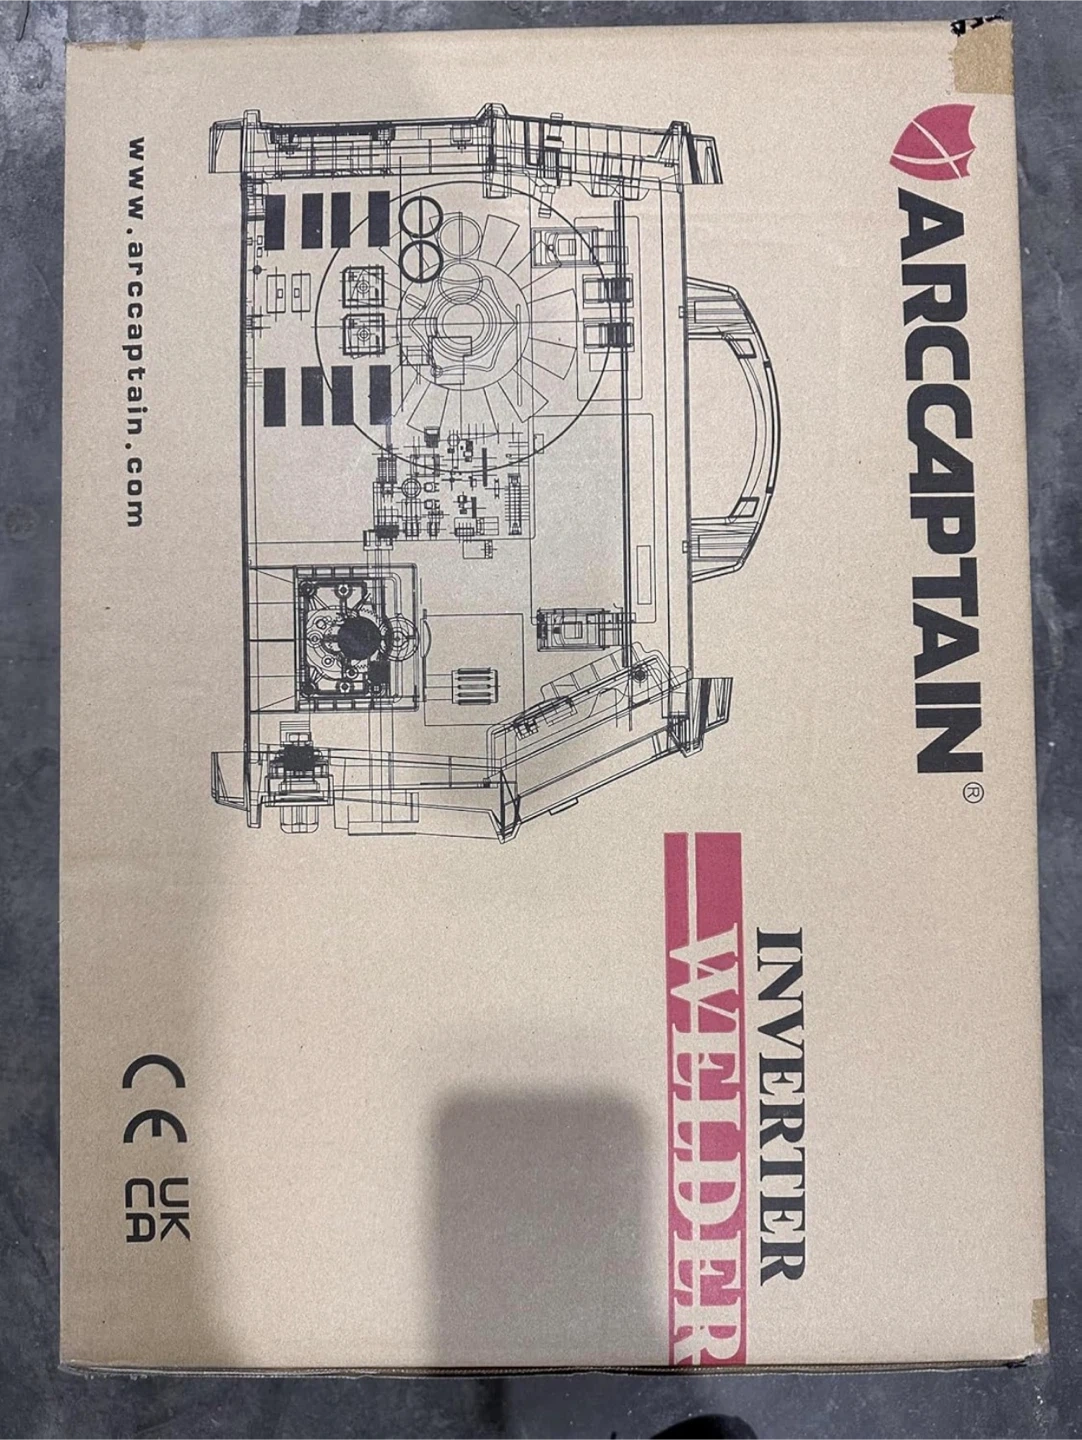 ARCCAPTAIN®
INVERTER
WELDER
www.arccaptain.com
CE
UK
CA